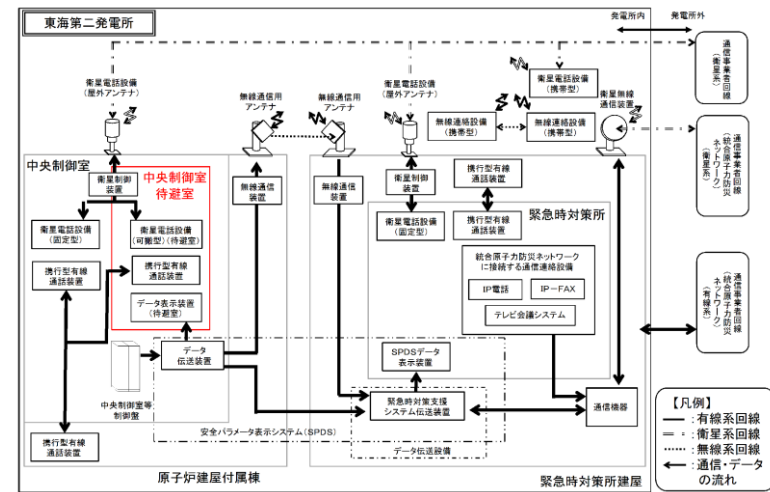 東海第二発電所
発電所内
発電所外
衛星電話設備
(屋外アンテナ)
無線通信用
アンテナ
無線通信用
アンテナ
衛星電話設備
(屋外アンテナ)
衛星電話設備
(携帯型)
無線連絡設備
(携帯型)
無線連絡設備
(携帯型)
衛星無線
通信装置
通信事業者回線
(衛星系)
通信事業者回線
(統合原子力防災
ネットワーク)
(衛星系)
通信事業者回線
(統合原子力防災
ネットワーク)
(有線系)
中央制御室
衛星制御
装置
中央制御室
待避室
衛星電話設備
(固定型)
衛星電話設備
(可搬型)(待避室)
携行型有線
通話装置
携行型有線
通話装置
データ表示装置
(待避室)
データ
伝送装置
中央制御室等
制御盤
携行型有線
通話装置
原子炉建屋付属棟
無線通信
装置
無線通信
装置
衛星制御
装置
衛星電話設備
(固定型)
携行型有線
通話装置
携行型有線
通話装置
緊急時対策所
統合原子力防災ネットワーク
に接続する通信連絡設備
IP電話
IP-FAX
テレビ会議システム
SPDSデータ
表示装置
緊急時対策支援
システム伝送装置
通信機器
安全パラメータ表示システム(SPDS)
データ伝送設備
緊急時対策所建屋
【凡例】
:有線系回線
:衛星系回線
:無線系回線
:通信・データ
の流れ